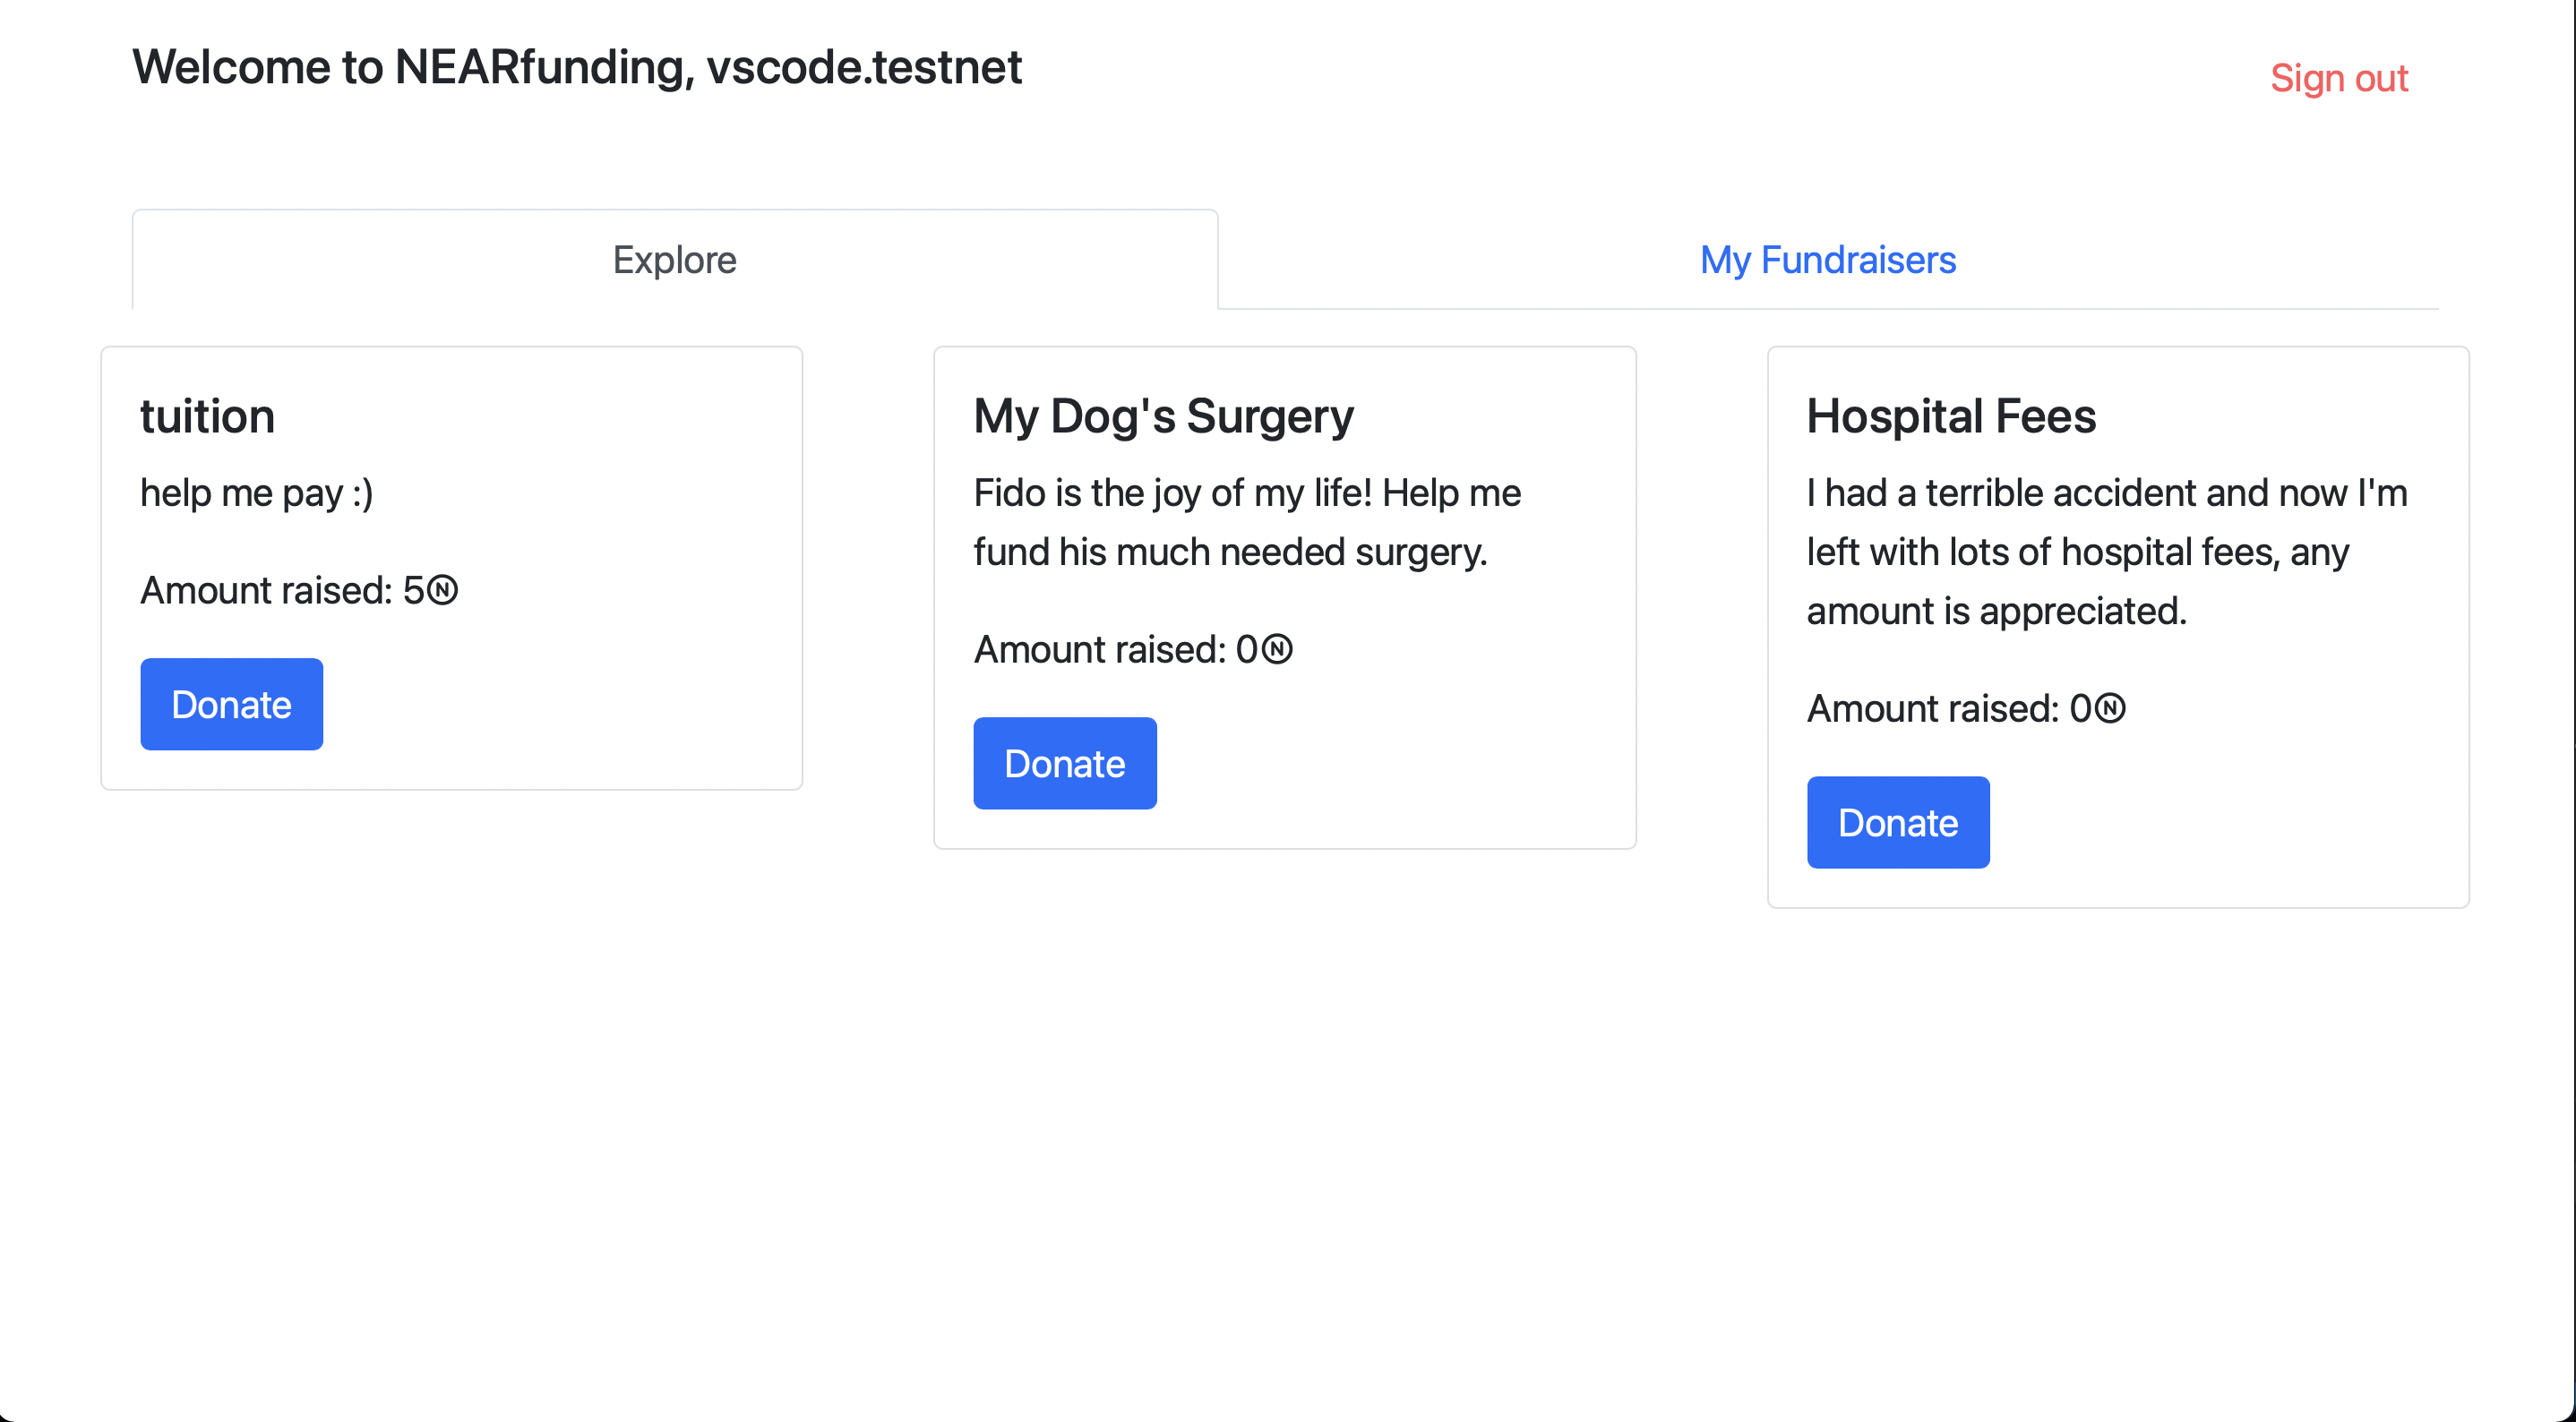 Welcome to NEARfunding, vscode.testnet
Sign out
Explore
My Fundraisers
tuition
help me pay :)
Amount raised: 5Ⓝ
Donate
My Dog's Surgery
Fido is the joy of my life! Help me
fund his much needed surgery.
Amount raised: 0Ⓝ
Donate
Hospital Fees
I had a terrible accident and now I'm
left with lots of hospital fees, any
amount is appreciated.
Amount raised: 0Ⓝ
Donate